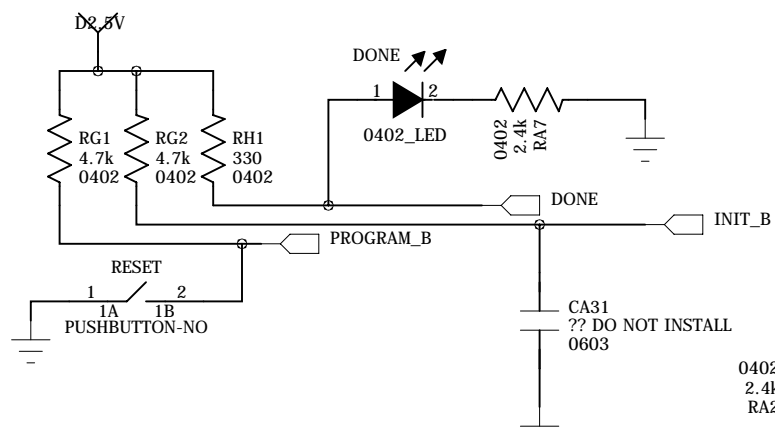 D2.5V
DONE
1 2
0402_LED
0402
2.4k
RA7
RG1
4.7k
0402
RG2
4.7k
0402
RH1
330
0402
DONE
INIT_B
PROGRAM_B
RESET
1 2
1A 1B
PUSHBUTTON-NO
CA31
?? DO NOT INSTALL
0603
0402
2.4k
RA2